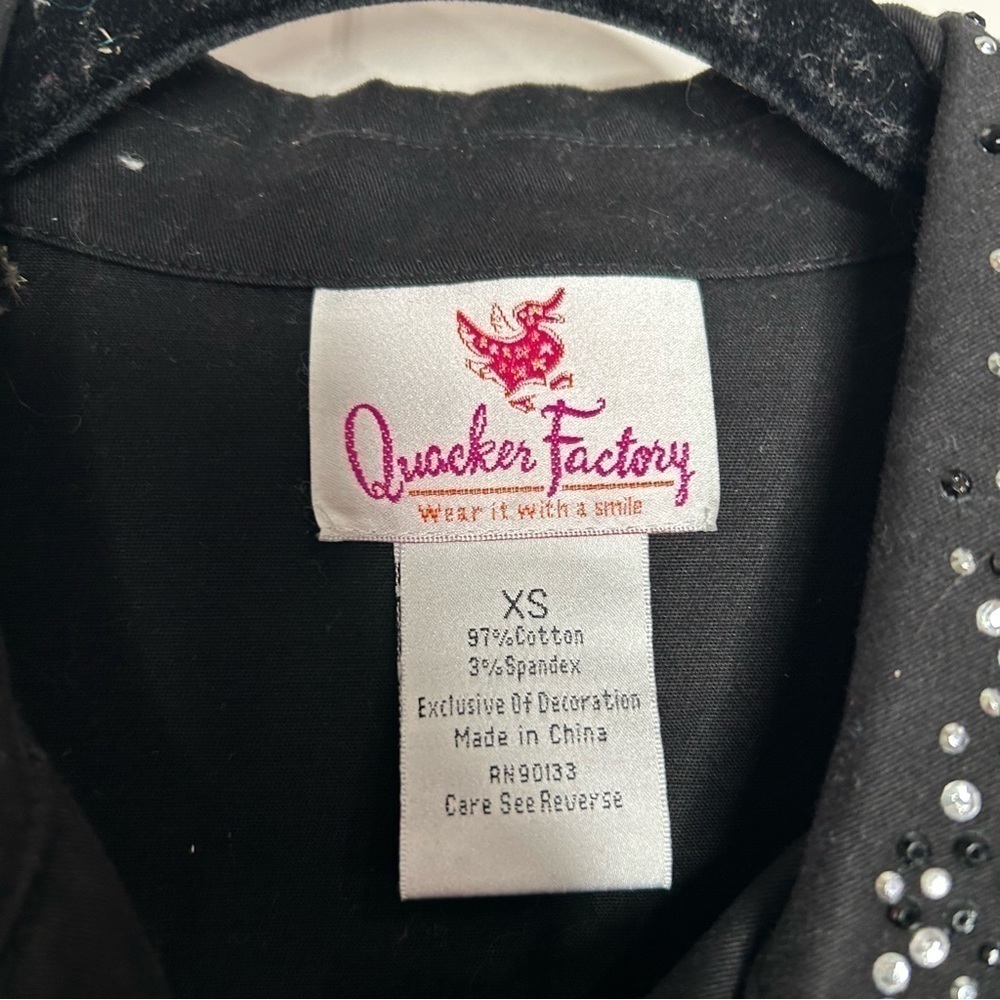 Quacker Factory
Wear it with a smile
XS
97%Cotton
3%Spandex
Exclusive Of Decoration
Made in China
RN90133
Care See Reverse